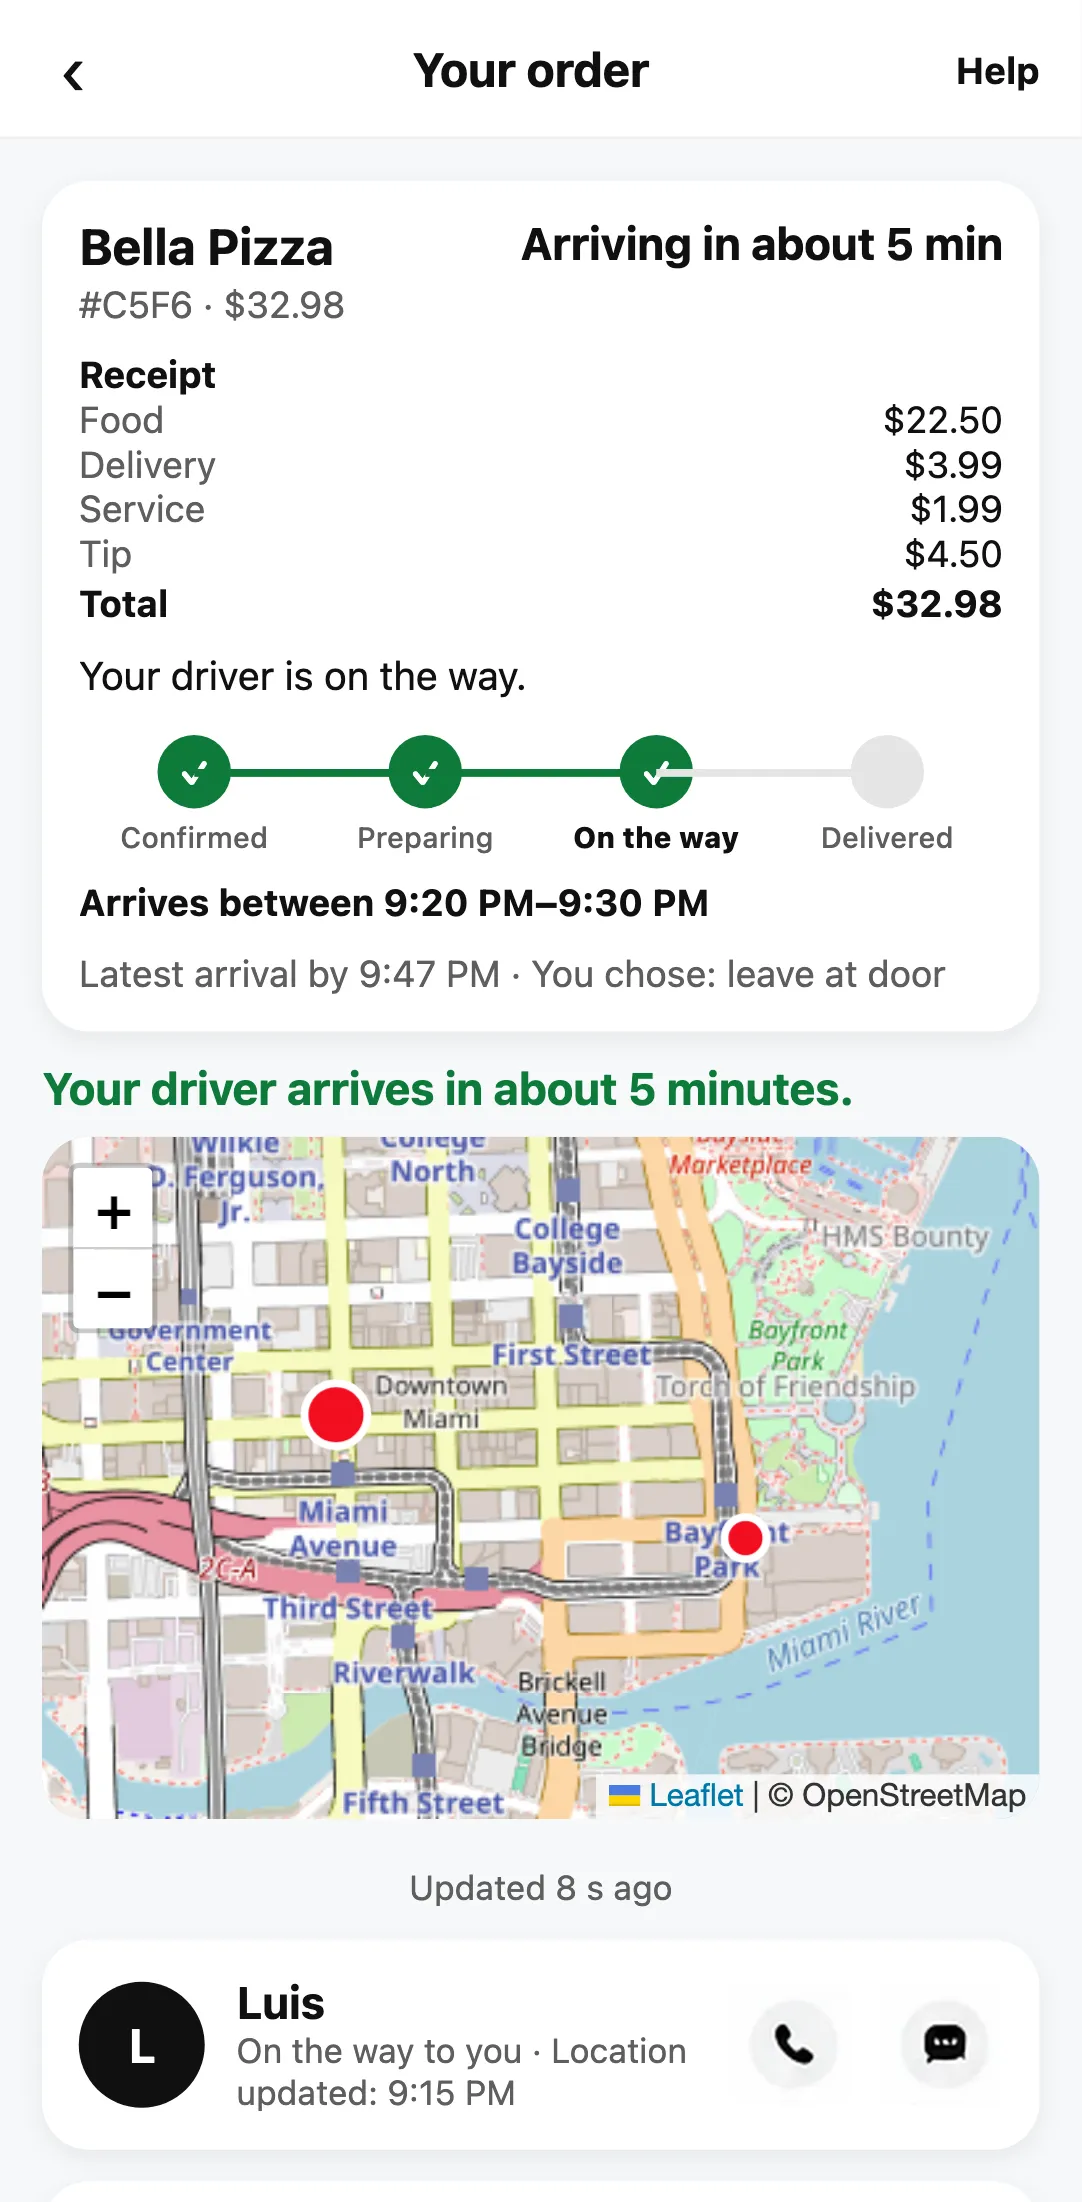 Your order
Help
Bella Pizza
Arriving in about 5 min
#C5F6 · $32.98
Receipt
Food $22.50
Delivery $3.99
Service $1.99
Tip $4.50
Total $32.98
Your driver is on the way.
Confirmed
Preparing
On the way
Delivered
Arrives between 9:20 PM–9:30 PM
Latest arrival by 9:47 PM · You chose: leave at door
Your driver arrives in about 5 minutes.
Wilkie
D. Ferguson,
Jr.
College
North
Bayside
Marketplace
+
−
College
Bayside
HMS Bounty
Government
Center
First Street
Bayfront
Park
Torch of Friendship
Downtown
Miami
Miami
Avenue
Park
2C-A
Third Street
Miami River
Riverwalk
Brickell
Avenue
Bridge
Fifth Street
Leaflet | © OpenStreetMap
Updated 8 s ago
L
Luis
On the way to you · Location
updated: 9:15 PM